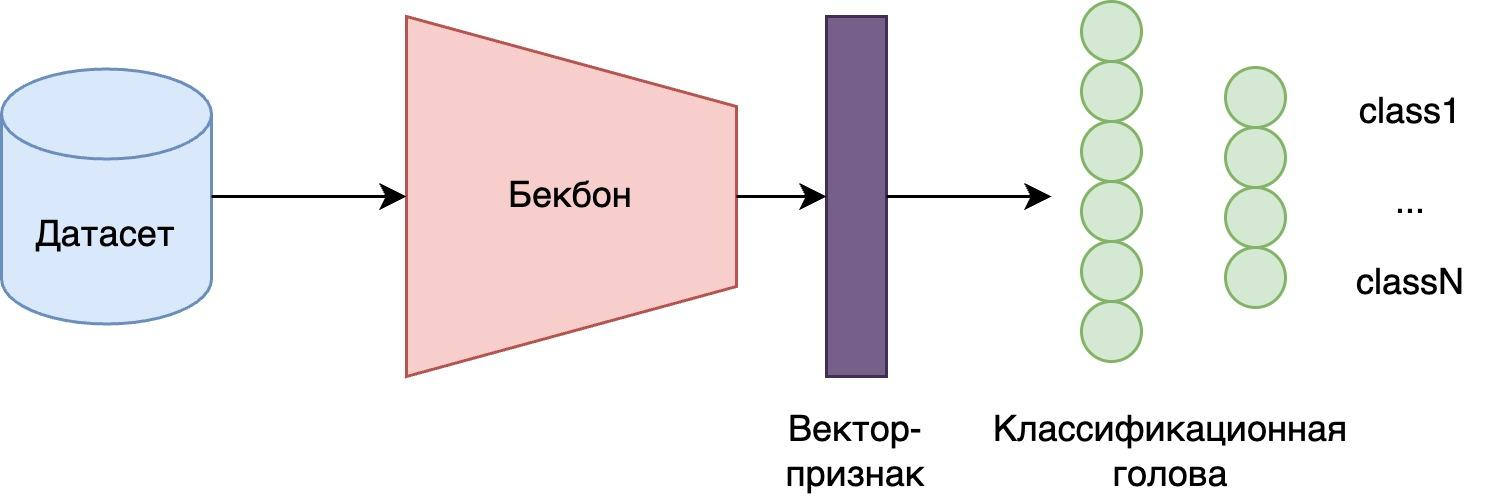 Датасет
Бекбон
Вектор-
признак
Классификационная
голова
class1
...
classN